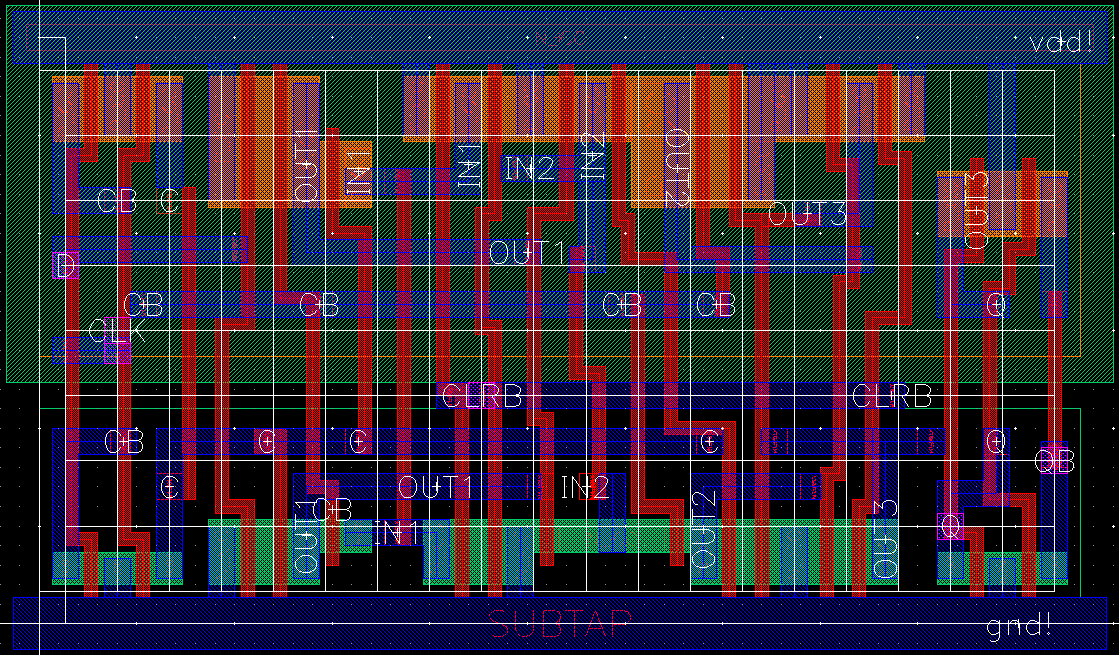 vdd!
OUT1
IN1
IN1
IN2
IN2
OUT2
CB
C
OUT3
OUT3
OUT1
D
CB
CB
CB
CB
C
CLK
CLRB
CLRB
CB
C
C
C
Q
QB
C
OUT1
IN2
CB
OUT1
IN1
OUT2
OUT3
Q
SUBTAP
gnd!